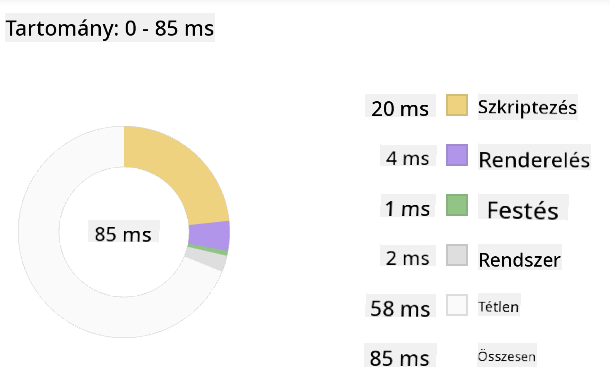 Tartomány: 0 - 85 ms
20 ms Szkriptezés
4 ms Renderelés
1 ms Festés
85 ms
2 ms Rendszer
58 ms Tétlen
85 ms Összesen